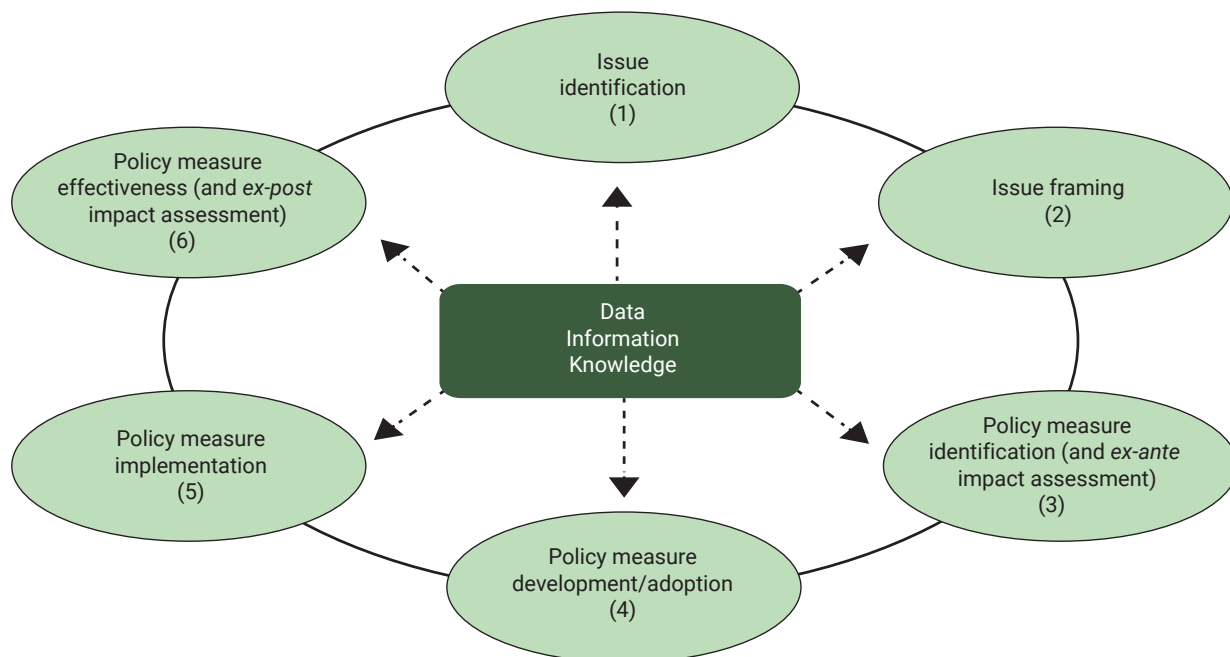 Issue
identification
(1)
Issue framing
(2)
Policy measure
identification (and ex-ante
impact assessment)
(3)
Policy measure
development/adoption
(4)
Policy measure
implementation
(5)
Policy measure
effectiveness (and ex-post
impact assessment)
(6)
Data
Information
Knowledge